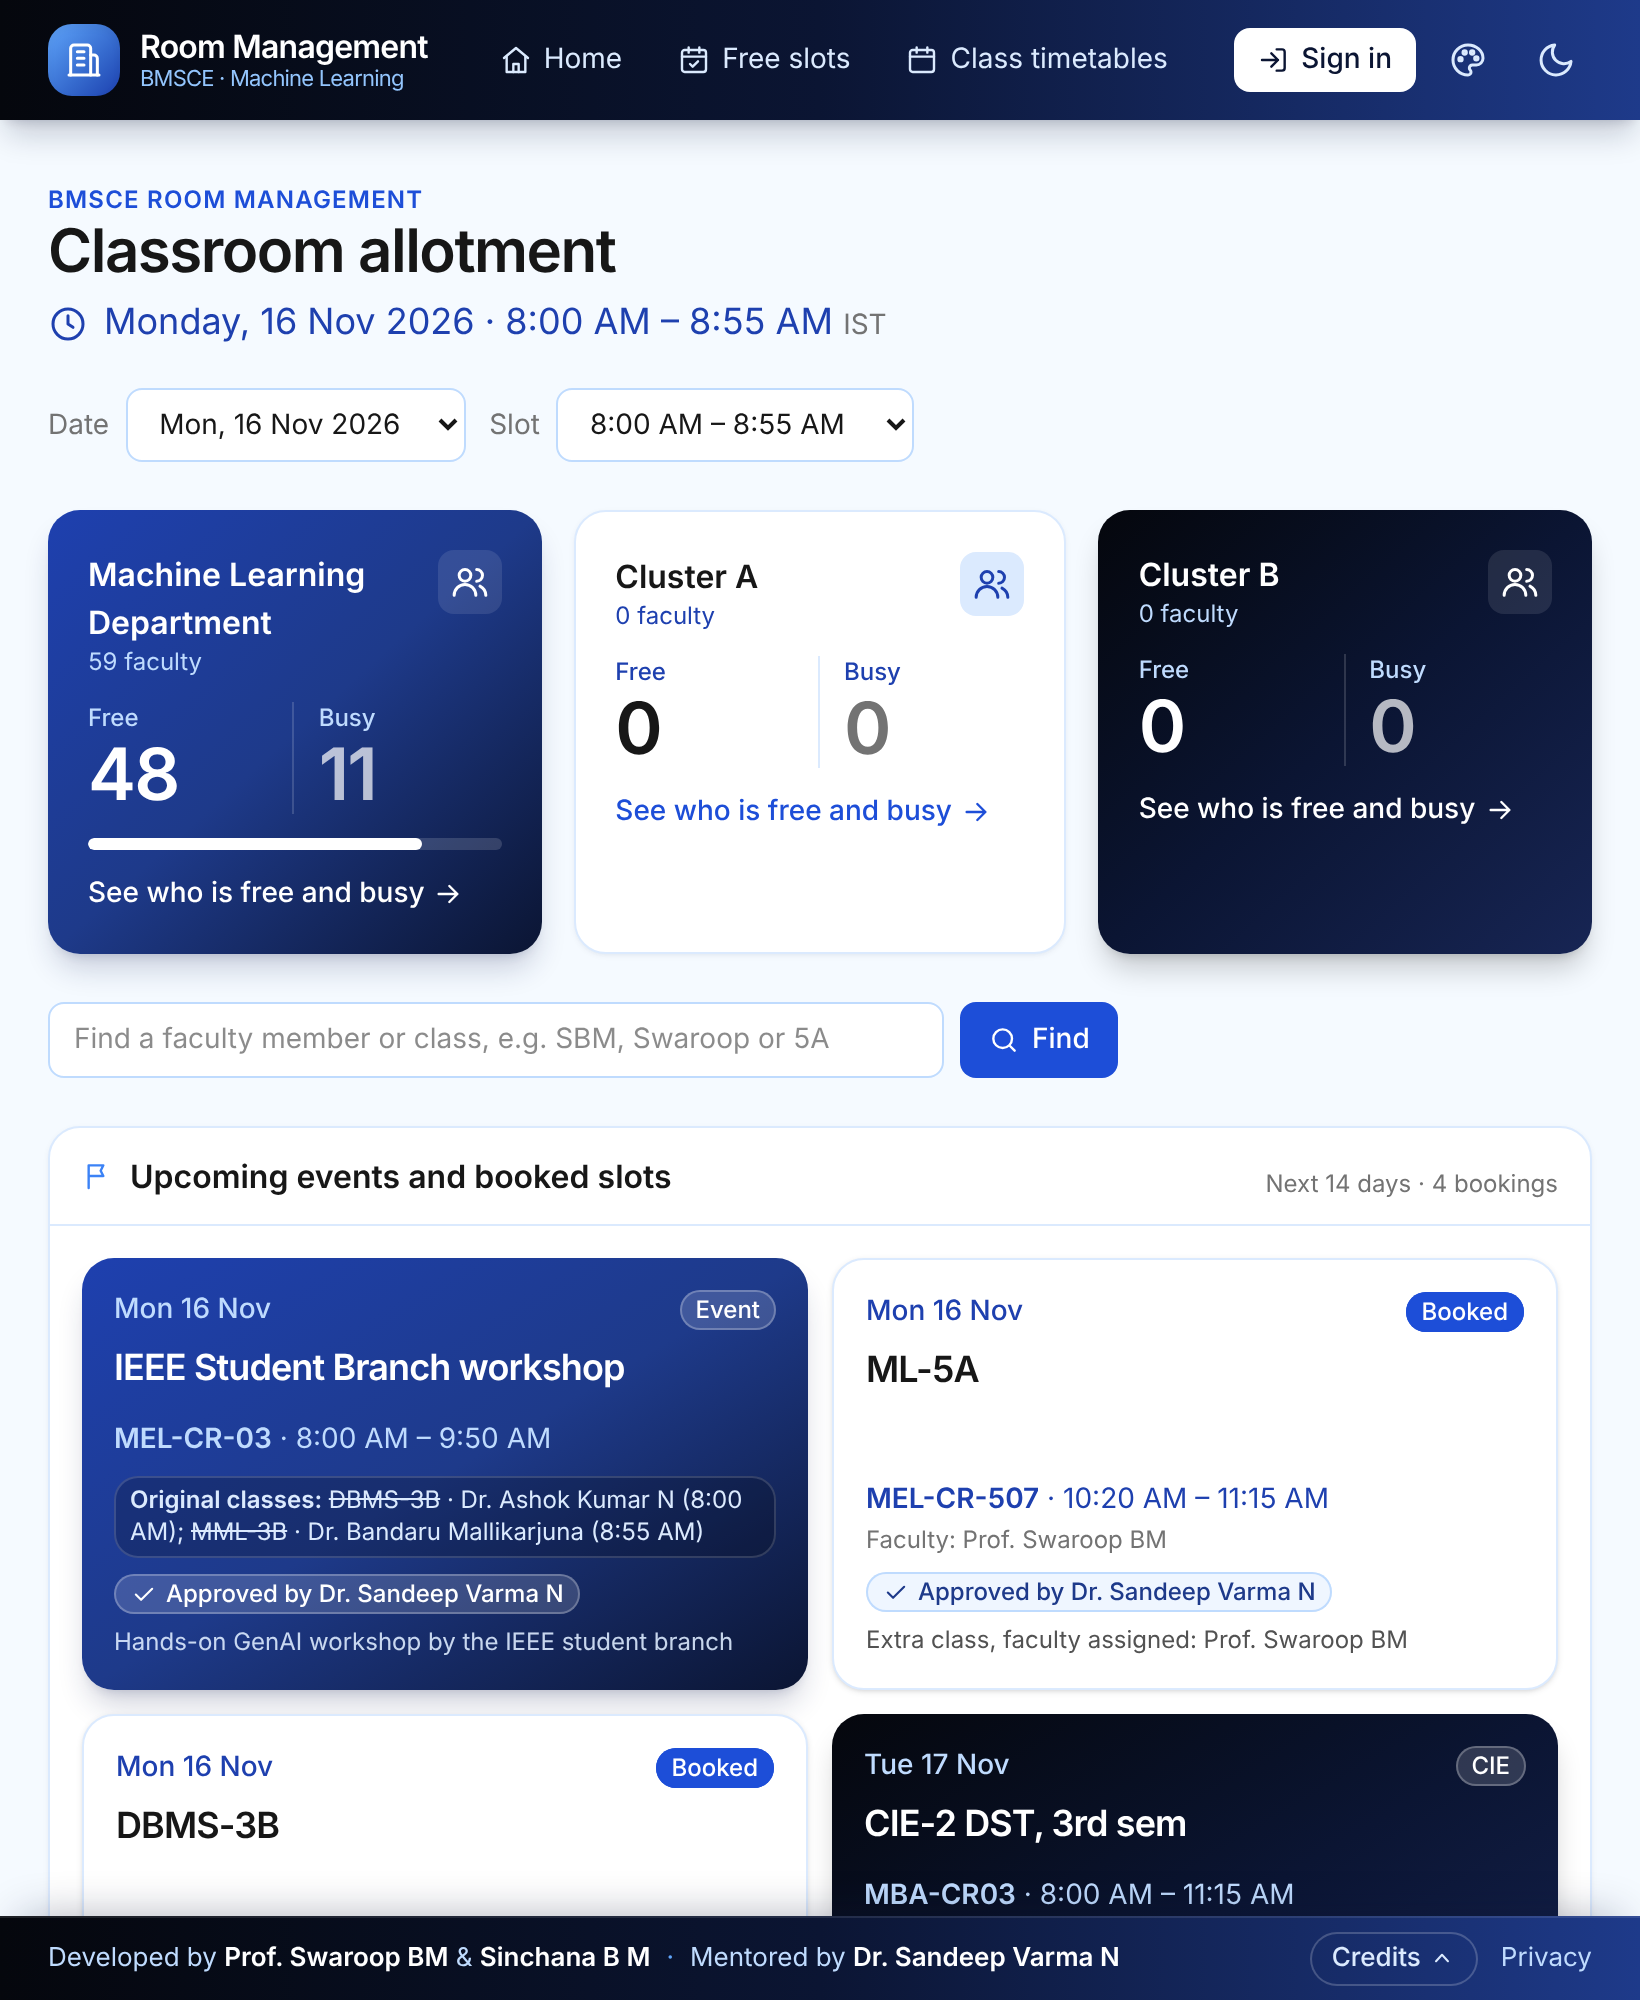 Room Management
BMSCE · Machine Learning
Home
Free slots
Class timetables
Sign in
BMSCE ROOM MANAGEMENT
Classroom allotment
Monday, 16 Nov 2026 · 8:00 AM – 8:55 AM IST
Date
Mon, 16 Nov 2026
Slot
8:00 AM – 8:55 AM
Machine Learning
Department
59 faculty
Free
48
Busy
11
See who is free and busy →
Cluster A
0 faculty
Free
0
Busy
0
See who is free and busy →
Cluster B
0 faculty
Free
0
Busy
0
See who is free and busy →
Find a faculty member or class, e.g. SBM, Swaroop or 5A
Find
Upcoming events and booked slots
Next 14 days · 4 bookings
Mon 16 Nov
Event
IEEE Student Branch workshop
MEL-CR-03 · 8:00 AM – 9:50 AM
Original classes: DBMS-3B · Dr. Ashok Kumar N (8:00
AM); MML-3B · Dr. Bandaru Mallikarjuna (8:55 AM)
Approved by Dr. Sandeep Varma N
Hands-on GenAI workshop by the IEEE student branch
Mon 16 Nov
Booked
ML-5A
MEL-CR-507 · 10:20 AM – 11:15 AM
Faculty: Prof. Swaroop BM
Approved by Dr. Sandeep Varma N
Extra class, faculty assigned: Prof. Swaroop BM
Mon 16 Nov
Booked
DBMS-3B
Tue 17 Nov
CIE
CIE-2 DST, 3rd sem
MBA-CR03 · 8:00 AM – 11:15 AM
Developed by Prof. Swaroop BM & Sinchana B M · Mentored by Dr. Sandeep Varma N
Credits
Privacy